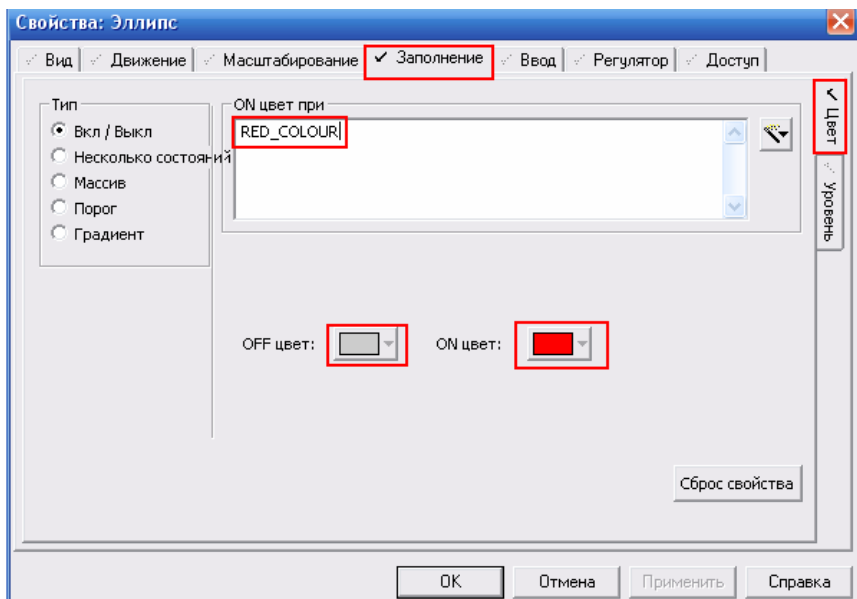 Свойства: Эллипс
Вид Движение Масштабирование Заполнение Ввод Регулятор Доступ
Тип
Вкл / Выкл
Несколько состояний
Массив
Порог
Градиент
ON цвет при
RED_COLOUR
Цвет
Уровень
OFF цвет:
ON цвет:
Сброс свойства
OK Отмена Применить Справка